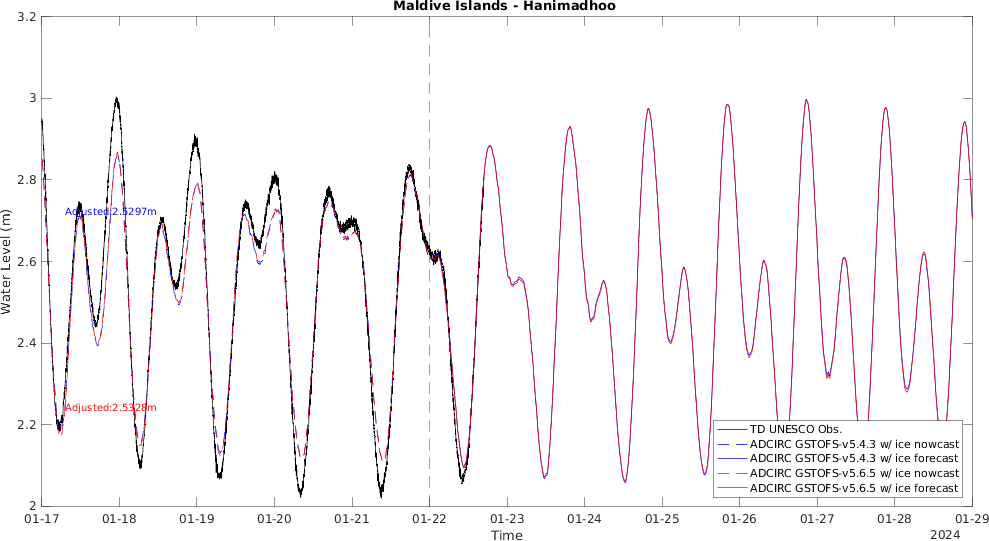 Maldive Islands - Hanimadhoo
3.2
3
2.8
2.6
2.4
2.2
2
Water Level (m)
Adjusted:2.5297m
Adjusted:2.5328m
TD UNESCO Obs.
ADCIRC GSTOFS-v5.4.3 w/ ice nowcast
ADCIRC GSTOFS-v5.4.3 w/ ice forecast
ADCIRC GSTOFS-v5.6.5 w/ ice nowcast
ADCIRC GSTOFS-v5.6.5 w/ ice forecast
01-17 01-18 01-19 01-20 01-21 01-22 01-23 01-24 01-25 01-26 01-27 01-28 01-29
Time
2024